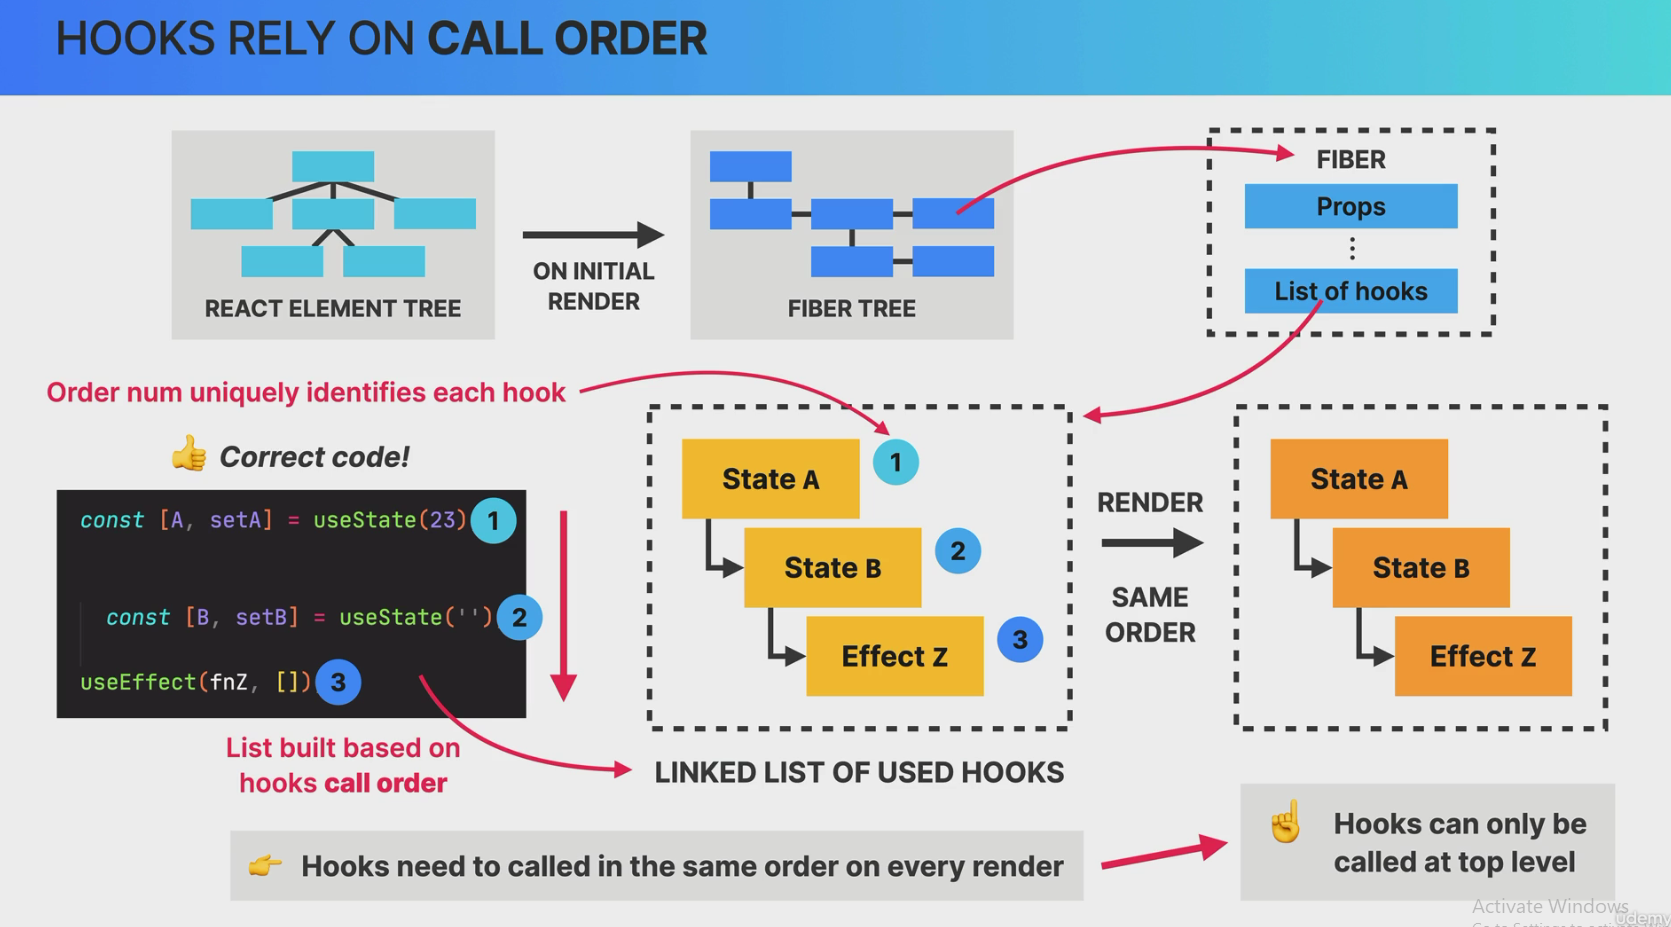 HOOKS RELY ON CALL ORDER
REACT ELEMENT TREE
ON INITIAL
RENDER
FIBER TREE
FIBER
Props
List of hooks
Order num uniquely identifies each hook
👍 Correct code!
const [A, setA] = useState(23) 1
const [B, setB] = useState('') 2
useEffect(fnZ, []) 3
List built based on
hooks call order
State A 1
State B 2
Effect Z 3
LINKED LIST OF USED HOOKS
RENDER
SAME
ORDER
State A
State B
Effect Z
👉 Hooks need to called in the same order on every render
☝️ Hooks can only be
called at top level
Activate Windows
udemy